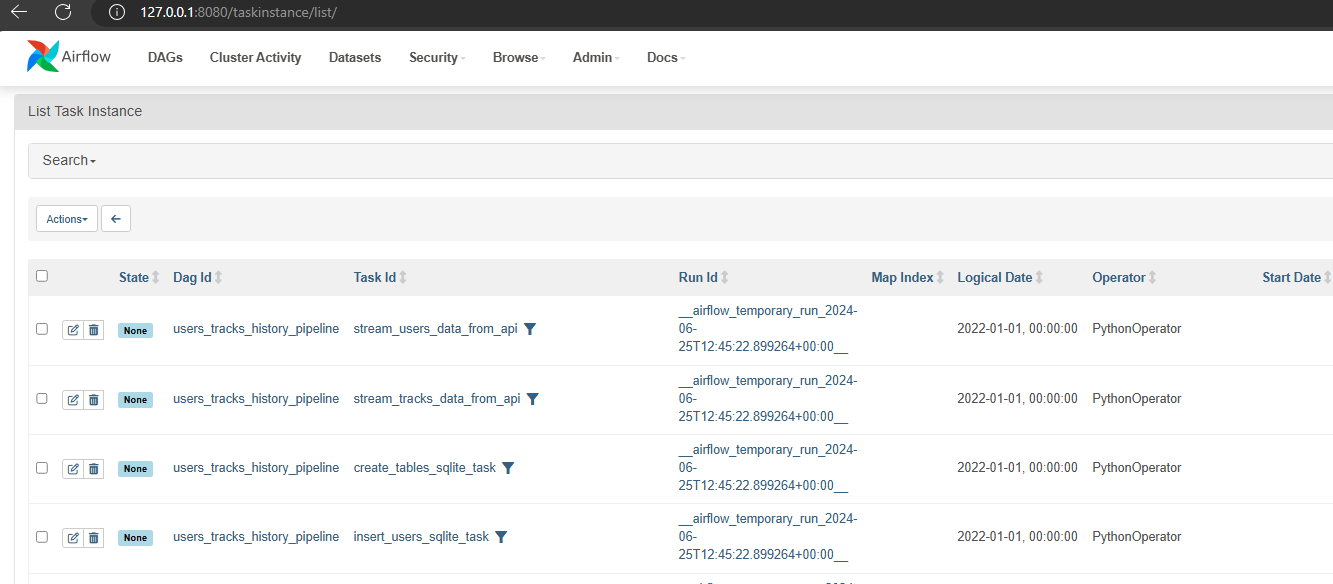 127.0.0.1:8080/taskinstance/list/
Airflow DAGs Cluster Activity Datasets Security Browse Admin Docs
List Task Instance
Search
Actions
State Dag Id Task Id Run Id Map Index Logical Date Operator Start Date
__airflow_temporary_run_2024-
None users_tracks_history_pipeline stream_users_data_from_api 06- 2022-01-01, 00:00:00 PythonOperator
25T12:45:22.899264+00:00__
__airflow_temporary_run_2024-
None users_tracks_history_pipeline stream_tracks_data_from_api 06- 2022-01-01, 00:00:00 PythonOperator
25T12:45:22.899264+00:00__
__airflow_temporary_run_2024-
None users_tracks_history_pipeline create_tables_sqlite_task 06- 2022-01-01, 00:00:00 PythonOperator
25T12:45:22.899264+00:00__
__airflow_temporary_run_2024-
None users_tracks_history_pipeline insert_users_sqlite_task 06- 2022-01-01, 00:00:00 PythonOperator
25T12:45:22.899264+00:00__